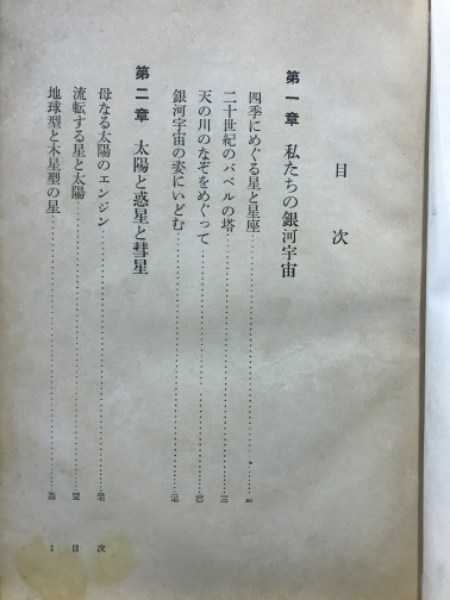 目次
第一章 私たちの銀河宇宙
四季にめぐる星と星座
二十世紀のバベルの塔
天の川のなぞをめぐって
銀河宇宙の姿にいどむ
第二章 太陽と惑星と彗星
母なる太陽のエンジン
流転する星と太陽
地球型と木星型の星
1 目次